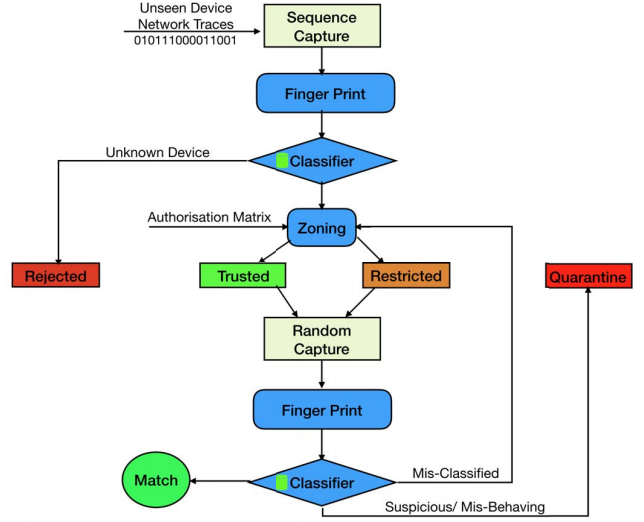 Unseen Device
Network Traces
010111000011001
Sequence
Capture
Finger Print
Unknown Device
Classifier
Authorisation Matrix
Zoning
Rejected
Trusted
Restricted
Quarantine
Random
Capture
Finger Print
Match
Classifier
Mis-Classified
Suspicious/ Mis-Behaving